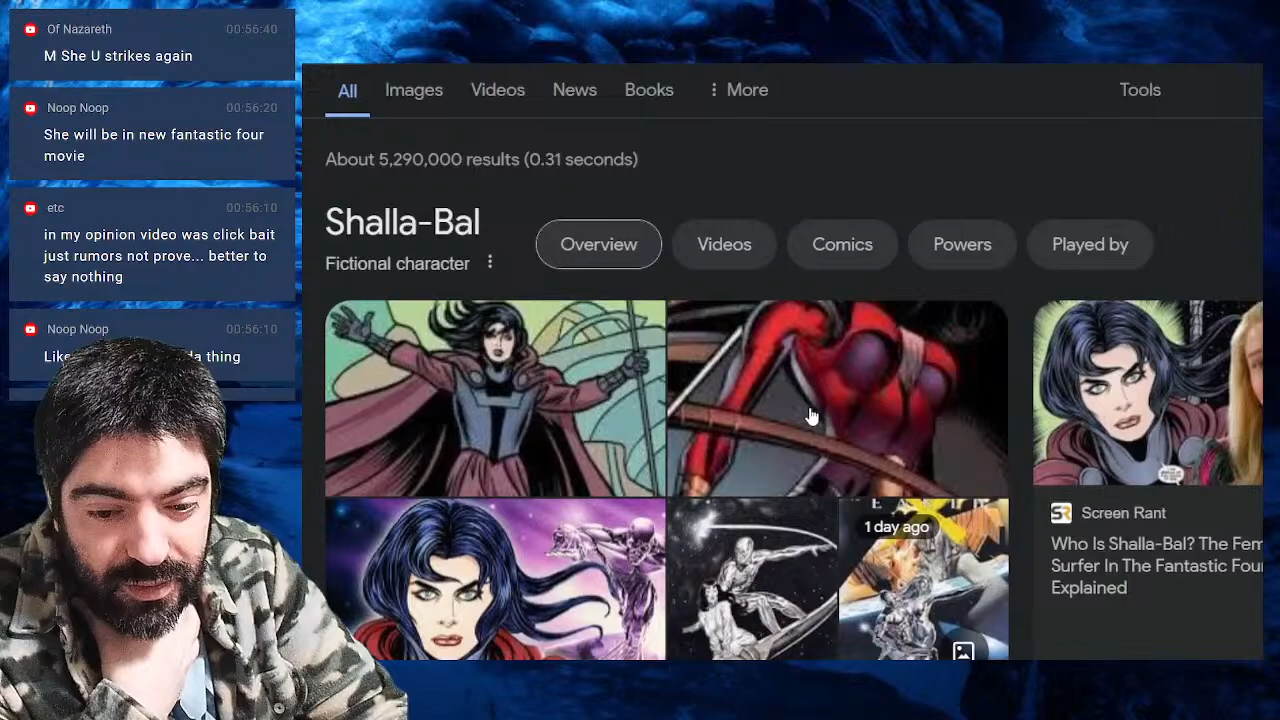 Of Nazareth 00:56:40
M She U strikes again
Noop Noop 00:56:20
She will be in new fantastic four
movie
etc 00:56:10
in my opinion video was click bait
just rumors not prove... better to
say nothing
Noop Noop 00:56:10
Like da thing
All Images Videos News Books More Tools
About 5,290,000 results (0.31 seconds)
Shalla-Bal
Fictional character
Overview Videos Comics Powers Played by
1 day ago
SR Screen Rant
Who Is Shalla-Bal? The Fem
Surfer In The Fantastic Four
Explained